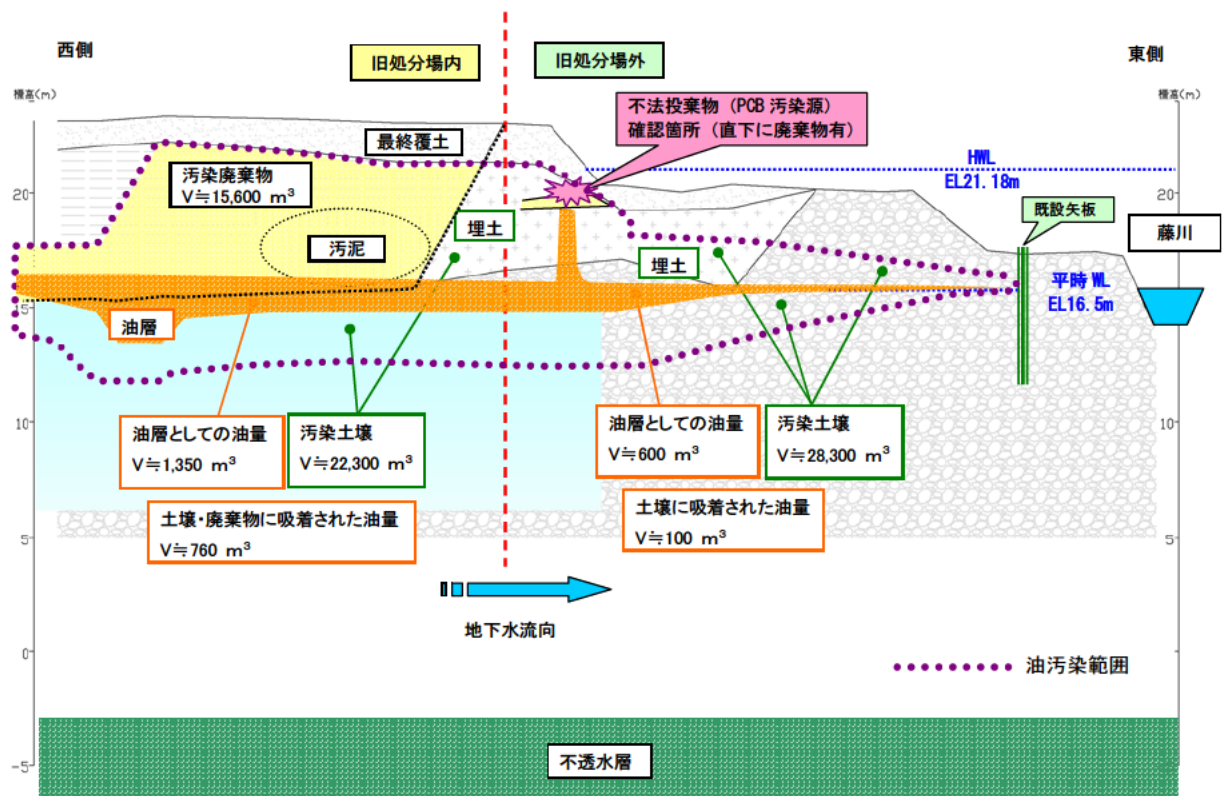 西側
旧処分場内
旧処分場外
東側
標高(m)
標高(m)
不法投棄物（PCB 汚染源）
確認箇所（直下に廃棄物有）
最終覆土
HWL
EL21.18m
汚染廃棄物
V≒15,600 m³
20
20
既設矢板
埋土
藤川
汚泥
埋土
平時 WL
EL16.5m
15
15
油層
油層としての油量
V≒1,350 m³
汚染土壌
V≒22,300 m³
油層としての油量
V≒600 m³
汚染土壌
V≒28,300 m³
10
10
土壌・廃棄物に吸着された油量
V≒760 m³
土壌に吸着された油量
V≒100 m³
5
5
地下水流向
0
0
油汚染範囲
-5
-5
不透水層